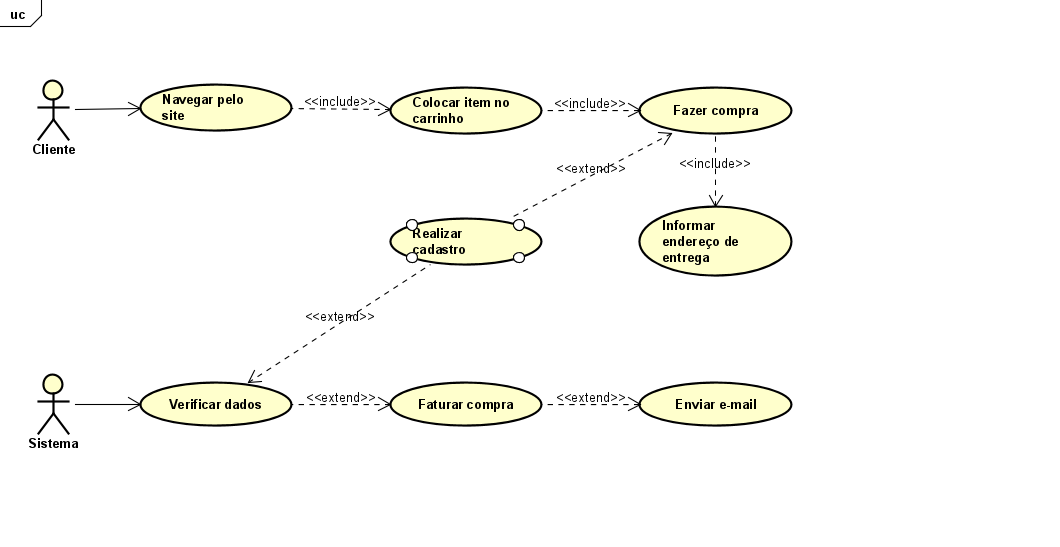 uc
Navegar pelo
site
<<include>>
Colocar item no
carrinho
<<include>>
Fazer compra
Cliente
<<extend>>
<<include>>
Realizar
cadastro
Informar
endereço de
entrega
<<extend>>
Verificar dados
<<extend>>
Faturar compra
<<extend>>
Enviar e-mail
Sistema